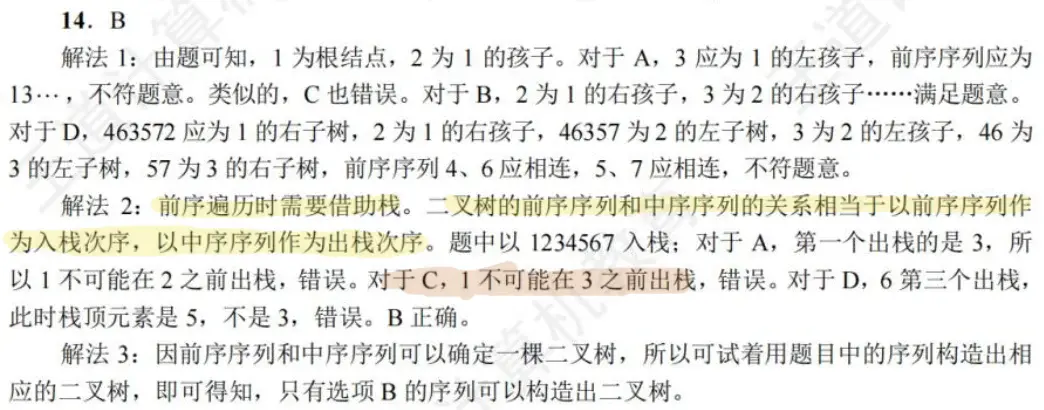 14．B
解法 1：由题可知，1 为根结点，2 为 1 的孩子。对于 A，3 应为 1 的左孩子，前序序列应为
13…，不符题意。类似的，C 也错误。对于 B，2 为 1 的右孩子，3 为 2 的右孩子……满足题意。
对于 D，463572 应为 1 的右子树，2 为 1 的右孩子，46357 为 2 的左子树，3 为 2 的左孩子，46 为
3 的左子树，57 为 3 的右子树，前序序列 4、6 应相连，5、7 应相连，不符题意。
解法 2：前序遍历时需要借助栈。二叉树的前序序列和中序序列的关系相当于以前序序列作
为入栈次序，以中序序列作为出栈次序。题中以 1234567 入栈；对于 A，第一个出栈的是 3，所
以 1 不可能在 2 之前出栈，错误。对于 C，1 不可能在 3 之前出栈，错误。对于 D，6 第三个出栈，
此时栈顶元素是 5，不是 3，错误。B 正确。
解法 3：因前序序列和中序序列可以确定一棵二叉树，所以可试着用题目中的序列构造出相
应的二叉树，即可得知，只有选项 B 的序列可以构造出二叉树。